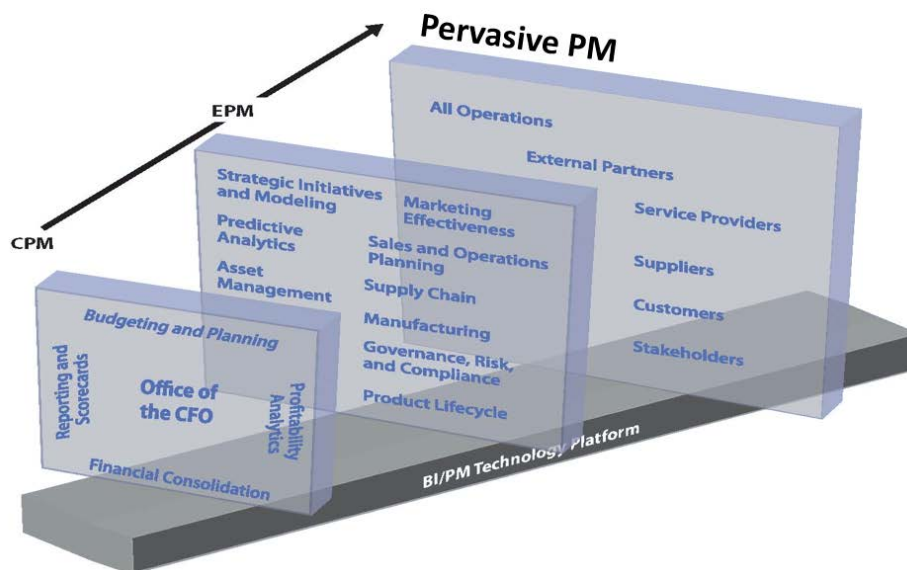 Pervasive PM
EPM
CPM
All Operations
External Partners
Service Providers
Suppliers
Customers
Stakeholders
Strategic Initiatives
and Modeling
Predictive
Analytics
Asset
Management
Marketing
Effectiveness
Sales and Operations
Planning
Supply Chain
Manufacturing
Governance, Risk,
and Compliance
Product Lifecycle
Budgeting and Planning
Reporting and
Scorecards
Office of
the CFO
Profitability
Analytics
Financial Consolidation
BI/PM Technology Platform